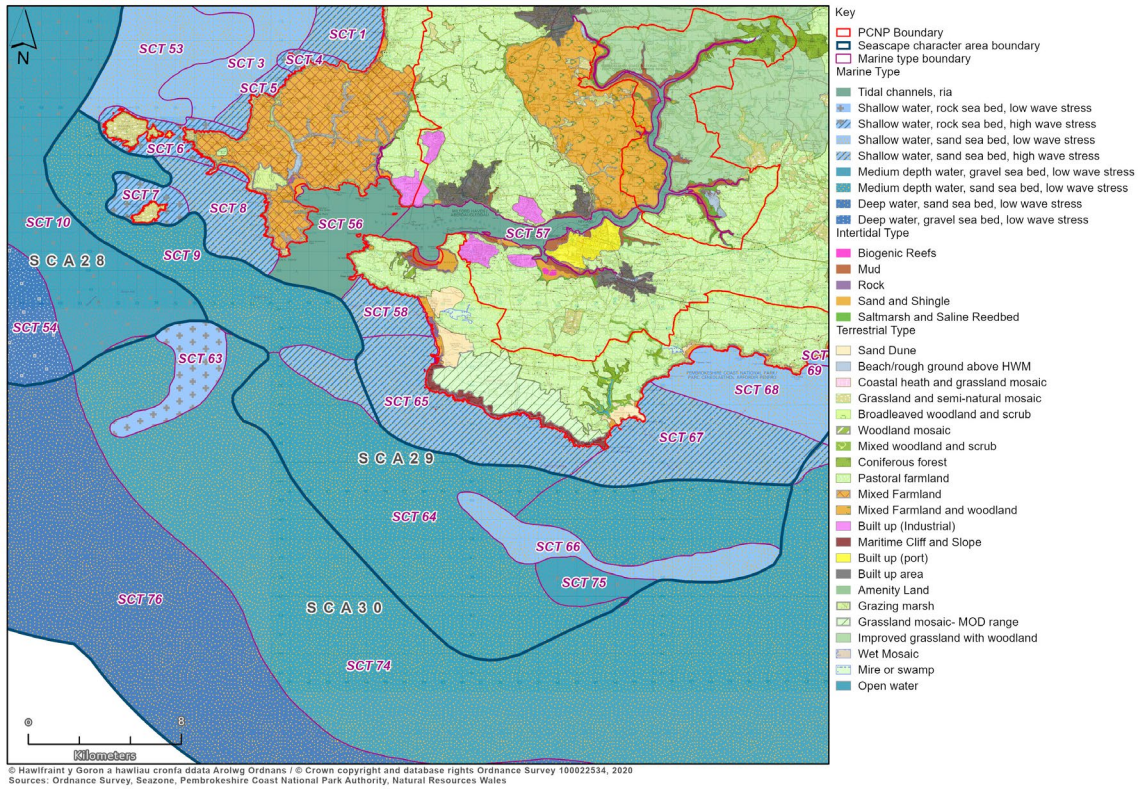 N
SCT 53
SCT 3
SCT 1
SCT 4
SCT 5
SCT 6
SCT 7
SCT 8
SCT 10
SCT 9
SCA28
SCT 54
SCT 56
SCT 57
SCT 58
SCT 63
SCT 65
SCT 68
SCT 69
SCT 67
SCA29
SCT 64
SCT 66
SCT 75
SCT 76
SCA30
SCT 74
0 8
Kilometers
Key
PCNP Boundary
Seascape character area boundary
Marine type boundary
Marine Type
Tidal channels, ria
Shallow water, rock sea bed, low wave stress
Shallow water, rock sea bed, high wave stress
Shallow water, sand sea bed, low wave stress
Shallow water, sand sea bed, high wave stress
Medium depth water, gravel sea bed, low wave stress
Medium depth water, sand sea bed, low wave stress
Deep water, sand sea bed, low wave stress
Deep water, gravel sea bed, low wave stress
Intertidal Type
Biogenic Reefs
Mud
Rock
Sand and Shingle
Saltmarsh and Saline Reedbed
Terrestrial Type
Sand Dune
Beach/rough ground above HWM
Coastal heath and grassland mosaic
Grassland and semi-natural mosaic
Broadleaved woodland and scrub
Woodland mosaic
Mixed woodland and scrub
Coniferous forest
Pastoral farmland
Mixed Farmland
Mixed Farmland and woodland
Built up (Industrial)
Maritime Cliff and Slope
Built up (port)
Built up area
Amenity Land
Grazing marsh
Grassland mosaic- MOD range
Improved grassland with woodland
Wet Mosaic
Mire or swamp
Open water
© Hawlfraint y Goron a hawliau cronfa ddata Arolwg Ordnans / © Crown copyright and database rights Ordnance Survey 100022534, 2020
Sources: Ordnance Survey, Seazone, Pembrokeshire Coast National Park Authority, Natural Resources Wales